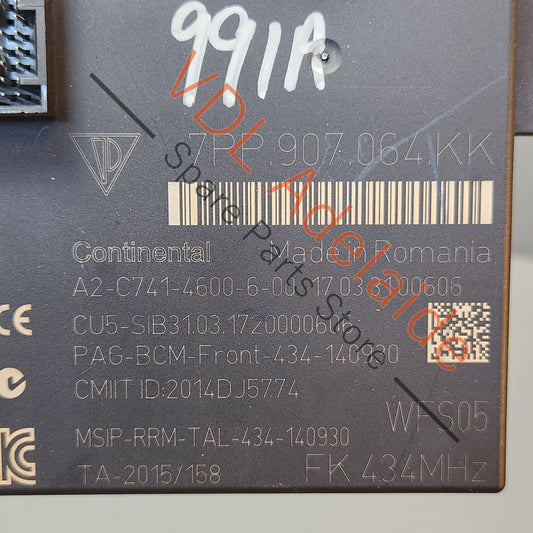 991A
7PP.907.064.KK
Continental Made in Romania
A2-C741-4600-6-00
CU5-SIB31.03.1720000606
PAG-BCM-Front-434-140930
CMIIT ID:2014DJ5774
WFS05
MSIP-RRM-TAL-434-140930
TA-2015/158 FK 434MHz
VDL Adelaide
Spare Parts Store